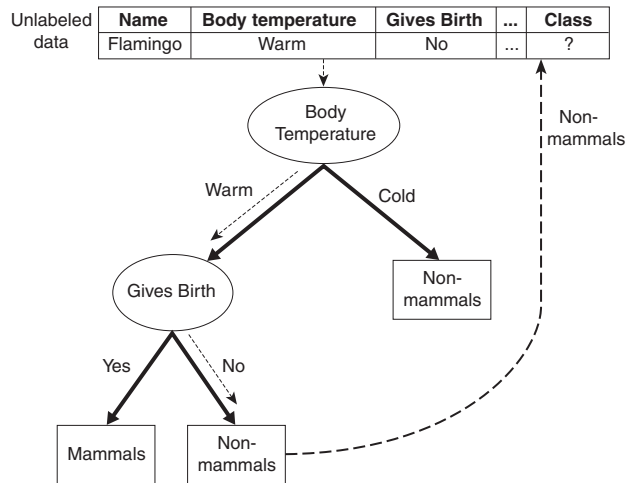 Unlabeled
data
Name Body temperature Gives Birth ... Class
Flamingo Warm No ... ?
Body
Temperature
Non-
mammals
Warm
Cold
Gives Birth
Non-
mammals
Yes
No
Mammals
Non-
mammals